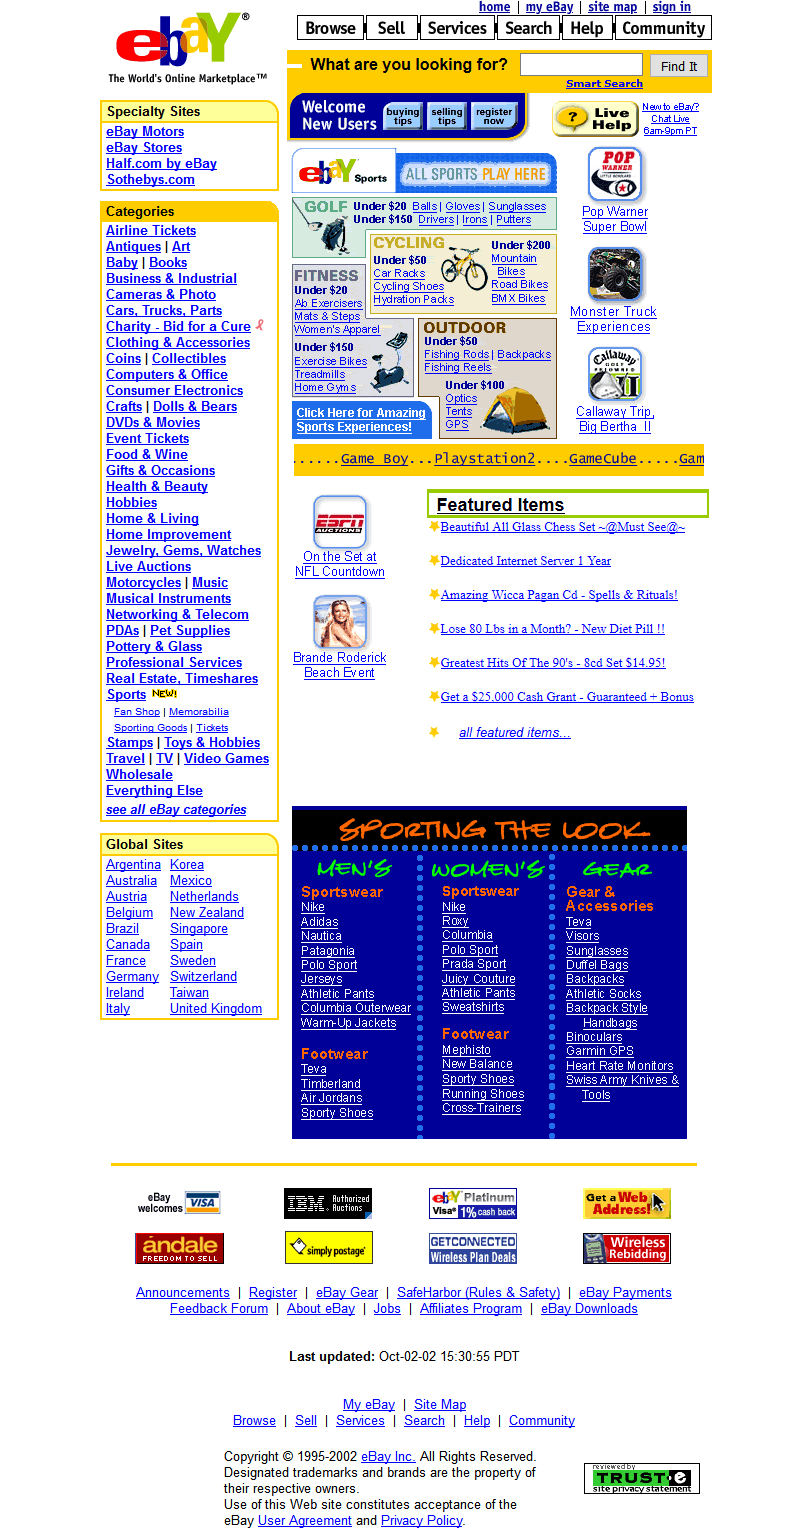 home | my eBay | site map | sign in
ebaY®
The World's Online Marketplace™
Browse Sell Services Search Help Community
What are you looking for? Find It
Smart Search
Welcome
New Users
buying tips selling tips register now
Live Help
New to eBay?
Chat Live
6am-9pm PT
Specialty Sites
eBay Motors
eBay Stores
Half.com by eBay
Sothebys.com
Categories
Airline Tickets
Antiques | Art
Baby | Books
Business & Industrial
Cameras & Photo
Cars, Trucks, Parts
Charity - Bid for a Cure
Clothing & Accessories
Coins | Collectibles
Computers & Office
Consumer Electronics
Crafts | Dolls & Bears
DVDs & Movies
Event Tickets
Food & Wine
Gifts & Occasions
Health & Beauty
Hobbies
Home & Living
Home Improvement
Jewelry, Gems, Watches
Live Auctions
Motorcycles | Music
Musical Instruments
Networking & Telecom
PDAs | Pet Supplies
Pottery & Glass
Professional Services
Real Estate, Timeshares
Sports NEW!
Fan Shop | Memorabilia
Sporting Goods | Tickets
Stamps | Toys & Hobbies
Travel | TV | Video Games
Wholesale
Everything Else
see all eBay categories
Global Sites
Argentina Korea
Australia Mexico
Austria Netherlands
Belgium New Zealand
Brazil Singapore
Canada Spain
France Sweden
Germany Switzerland
Ireland Taiwan
Italy United Kingdom
ebaY Sports ALL SPORTS PLAY HERE
GOLF Under $20 Balls | Gloves | Sunglasses
Under $150 Drivers | Irons | Putters
CYCLING
Under $50
Car Racks
Cycling Shoes
Hydration Packs
Under $200
Mountain
Bikes
Road Bikes
BMX Bikes
FITNESS
Under $20
Ab Exercisers
Mats & Steps
Women's Apparel
Under $150
Exercise Bikes
Treadmills
Home Gyms
OUTDOOR
Under $50
Fishing Rods | Backpacks
Fishing Reels
Under $100
Optics
Tents
GPS
Click Here for Amazing
Sports Experiences!
POP WARNER
LITTLE SCHOLARS
Pop Warner
Super Bowl
Monster Truck
Experiences
Callaway
GOLF PRE-OWNED
Callaway Trip,
Big Bertha II
......Game Boy...Playstation2....GameCube.....Gam
ESPN
AUCTIONS
On the Set at
NFL Countdown
Brande Roderick
Beach Event
Featured Items
Beautiful All Glass Chess Set ~@Must See@~
Dedicated Internet Server 1 Year
Amazing Wicca Pagan Cd - Spells & Rituals!
Lose 80 Lbs in a Month? - New Diet Pill !!
Greatest Hits Of The 90's - 8cd Set $14.95!
Get a $25,000 Cash Grant - Guaranteed + Bonus
all featured items...
SPORTING THE LOOK
MEN'S
Sportswear
Nike
Adidas
Nautica
Patagonia
Polo Sport
Jerseys
Athletic Pants
Columbia Outerwear
Warm-Up Jackets
Footwear
Teva
Timberland
Air Jordans
Sporty Shoes
WOMEN'S
Sportswear
Nike
Roxy
Columbia
Polo Sport
Prada Sport
Juicy Couture
Athletic Pants
Sweatshirts
Footwear
Mephisto
New Balance
Sporty Shoes
Running Shoes
Cross-Trainers
GEAR
Gear &
Accessories
Teva
Visors
Sunglasses
Duffel Bags
Backpacks
Athletic Socks
Backpack Style
Handbags
Binoculars
Garmin GPS
Heart Rate Monitors
Swiss Army Knives &
Tools
eBay
welcomes VISA
IBM Authorized
Auctions
ebaY Platinum
Visa® 1% cash back
Get a Web
Address!
ándale
FREEDOM TO SELL
simply postage
GETCONNECTED
Wireless Plan Deals
Wireless
Rebidding
Announcements | Register | eBay Gear | SafeHarbor (Rules & Safety) | eBay Payments
Feedback Forum | About eBay | Jobs | Affiliates Program | eBay Downloads
Last updated: Oct-02-02 15:30:55 PDT
My eBay | Site Map
Browse | Sell | Services | Search | Help | Community
Copyright © 1995-2002 eBay Inc. All Rights Reserved.
Designated trademarks and brands are the property of
their respective owners.
Use of this Web site constitutes acceptance of the
eBay User Agreement and Privacy Policy.
reviewed by
TRUSTe
site privacy statement